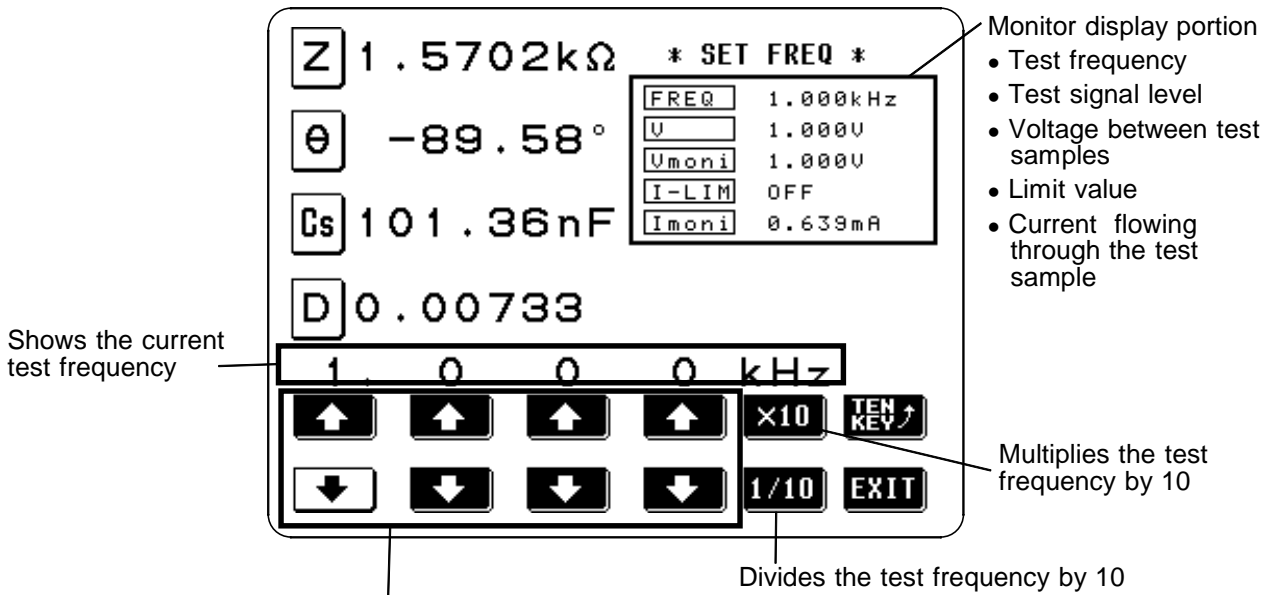 Z 1.5702kΩ
θ -89.58°
Cs 101.36nF
D 0.00733
* SET FREQ *
FREQ 1.000kHz
V 1.000V
Vmoni 1.000V
I-LIM OFF
Imoni 0.639mA
Monitor display portion
● Test frequency
● Test signal level
● Voltage between test
samples
● Limit value
● Current flowing
through the test
sample
Shows the current
test frequency
1. 0 0 0 kHz
×10
TEN
KEY
1/10
EXIT
Multiplies the test
frequency by 10
Divides the test frequency by 10